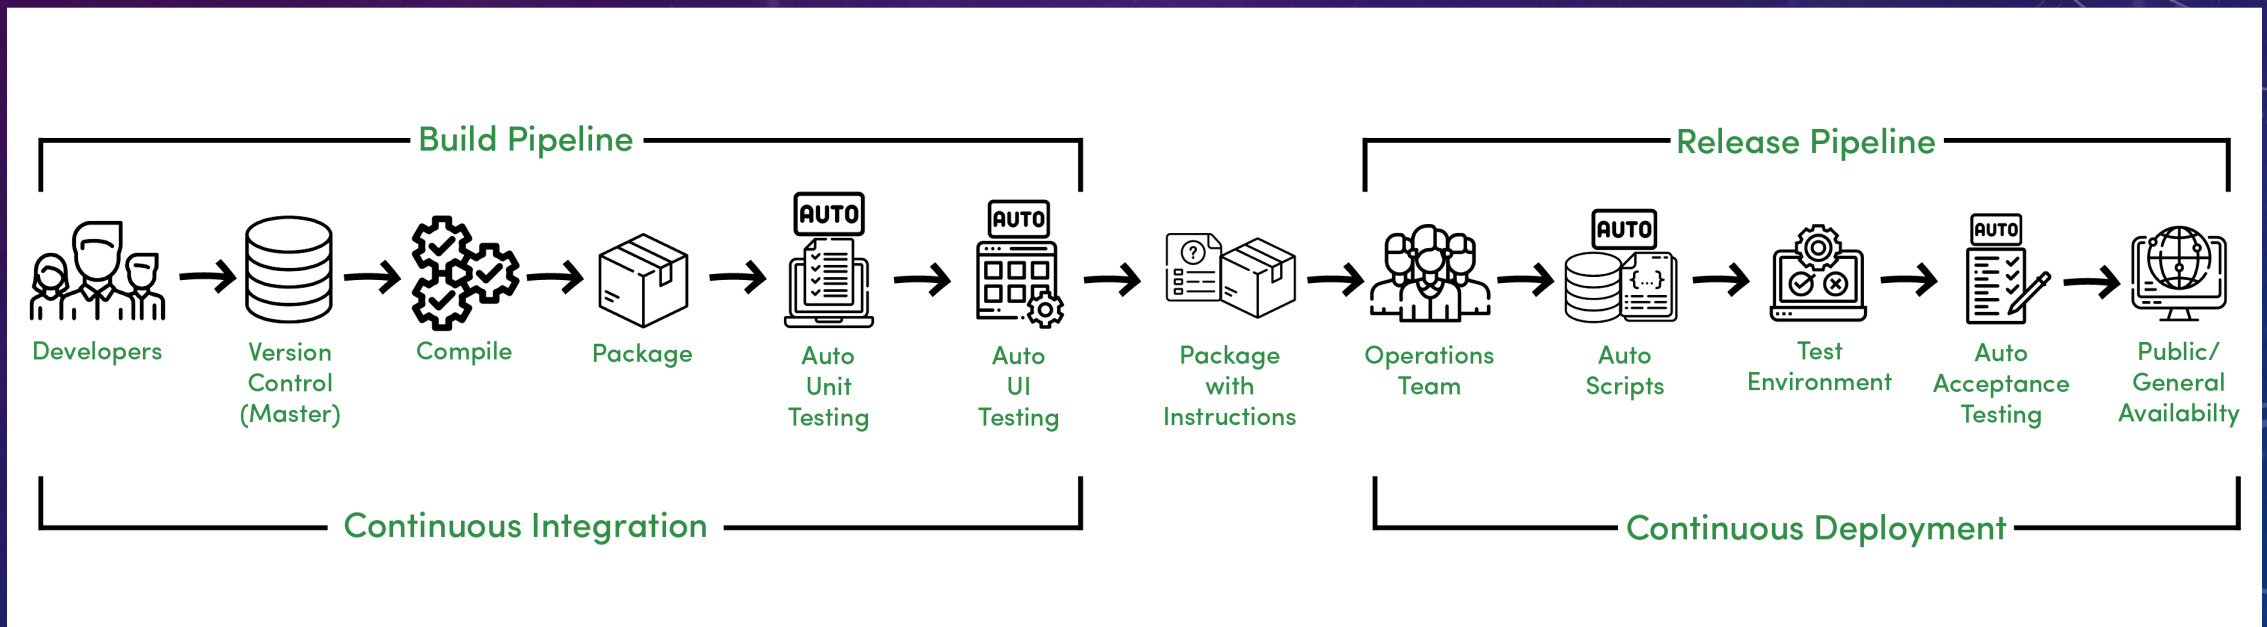 Build Pipeline
Release Pipeline
AUTO
AUTO
AUTO
AUTO
?
{...}
Developers
Version
Control
(Master)
Compile
Package
Auto
Unit
Testing
Auto
UI
Testing
Package
with
Instructions
Operations
Team
Auto
Scripts
Test
Environment
Auto
Acceptance
Testing
Public/
General
Availabilty
Continuous Integration
Continuous Deployment